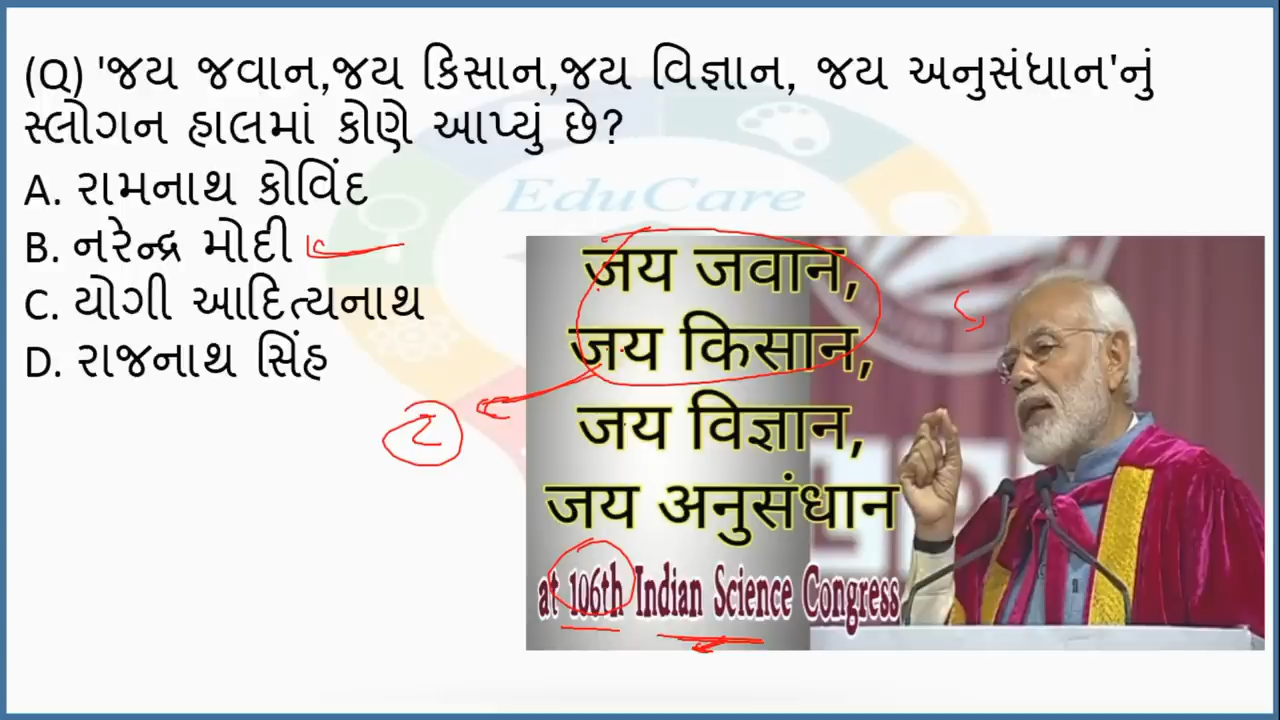 (Q) 'જય જવાન,જય કિસાન,જય વિજ્ઞાન, જય અનુસંધાન'નું
સ્લોગન હાલમાં કોણે આપ્યું છે?
A. રામનાથ કોવિંદ
B. નરેન્દ્ર મોદી
C. યોગી આદિત્યનાથ
D. રાજનાથ સિંહ
EduCare
जय जवान,
जय किसान,
जय विज्ञान,
जय अनुसंधान
at 106th Indian Science Congress
2